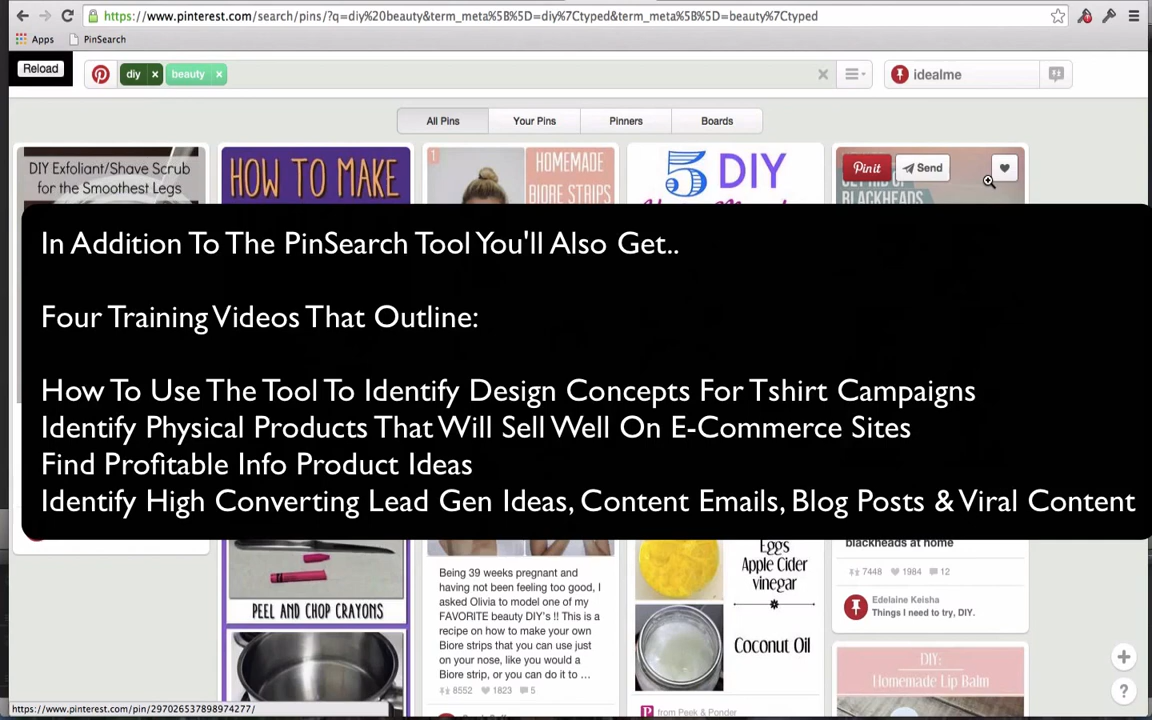 https://www.pinterest.com/search/pins/?q=diy%20beauty&term_meta%5B%5D=diy%7Ctyped&term_meta%5B%5D=beauty%7Ctyped
Apps PinSearch
Reload
diy × beauty ×
idealme
All Pins Your Pins Pinners Boards
DIY Exfoliant/Shave Scrub
for the Smoothest Legs
HOW TO MAKE
1
HOMEMADE
BIORE STRIPS
5 DIY
Pin it Send
BLACKHEADS
In Addition To The PinSearch Tool You'll Also Get..
Four Training Videos That Outline:
How To Use The Tool To Identify Design Concepts For Tshirt Campaigns
Identify Physical Products That Will Sell Well On E-Commerce Sites
Find Profitable Info Product Ideas
Identify High Converting Lead Gen Ideas, Content Emails, Blog Posts & Viral Content
PEEL AND CHOP CRAYONS
Being 39 weeks pregnant and
having not been feeling too good, I
asked Olivia to model one of my
FAVORITE beauty DIY's !! This is a
recipe on how to make your own
Biore strips that you can use just
on your nose, like you would a
Biore strip, or you can do it to ...
8552 1823 5
Eggs
Apple Cider
vinegar
Coconut Oil
from Peek & Ponder
blackheads at home
7448 1984 12
Edelaine Keisha
Things I need to try, DIY.
DIY:
Homemade Lip Balm
+
?
https://www.pinterest.com/pin/297026537898974277/